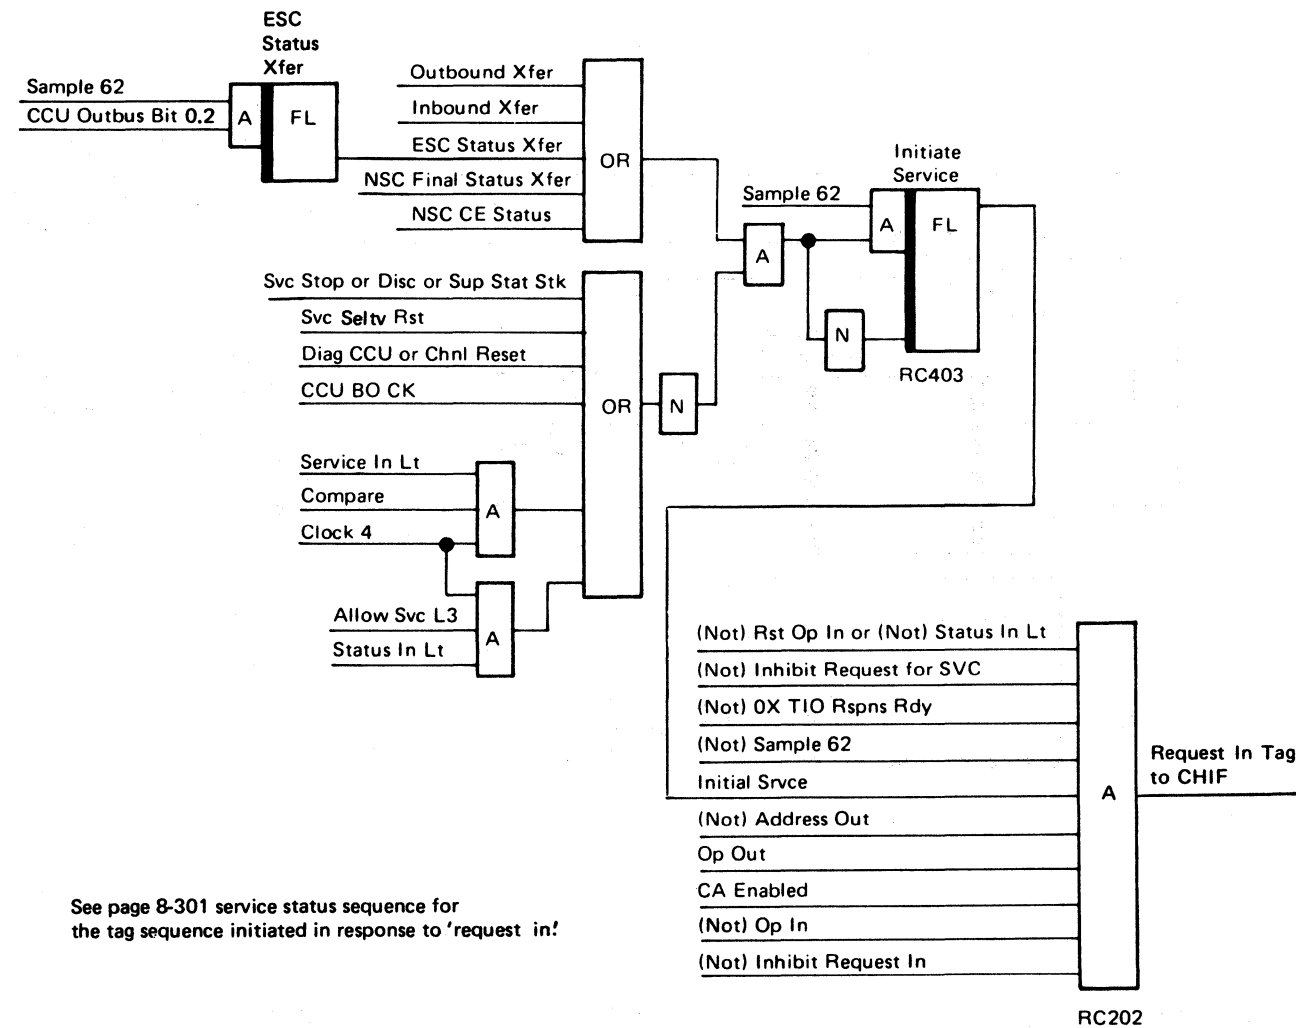 ESC
Status
Xfer
Sample 62
CCU Outbus Bit 0.2
A
FL
Outbound Xfer
Inbound Xfer
ESC Status Xfer
NSC Final Status Xfer
NSC CE Status
OR
Initiate
Service
Sample 62
A
FL
A
N
RC403
Svc Stop or Disc or Sup Stat Stk
Svc Seltv Rst
Diag CCU or Chnl Reset
CCU BO CK
OR
N
Service In Lt
Compare
Clock 4
A
Allow Svc L3
Status In Lt
A
(Not) Rst Op In or (Not) Status In Lt
(Not) Inhibit Request for SVC
(Not) 0X TIO Rspns Rdy
(Not) Sample 62
Initial Srvce
(Not) Address Out
Op Out
CA Enabled
(Not) Op In
(Not) Inhibit Request In
A
Request In Tag
to CHIF
RC202
See page 8-301 service status sequence for
the tag sequence initiated in response to 'request in.'